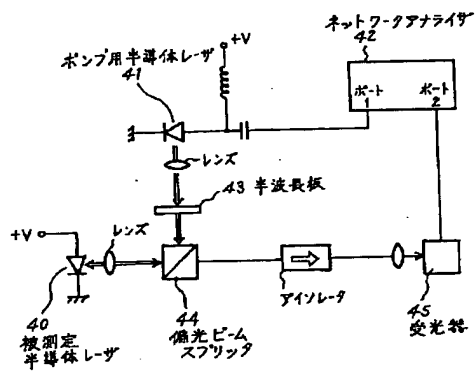 ネットワークアナライザ
42
+V
ポンプ用半導体レーザ
41
ポート
1
ポート
2
レンズ
43 半波長板
+V
レンズ
40
被測定
半導体レーザ
44
偏光ビーム
スプリッタ
アイソレータ
45
受光器